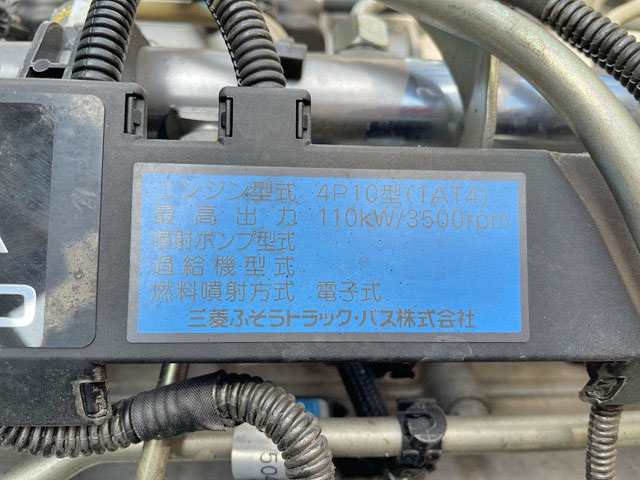 エンジン型式 4P10型(1AT4)
最高出力 110kW/3500rpm
噴射ポンプ型式
過給機型式
燃料噴射方式 電子式
三菱ふそうトラック・バス株式会社